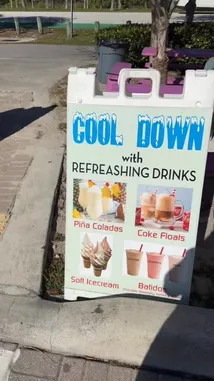 COOL DOWN
with
REFRESHING DRINKS
Piña Coladas
Coke Floats
Soft Icecream
Batidos